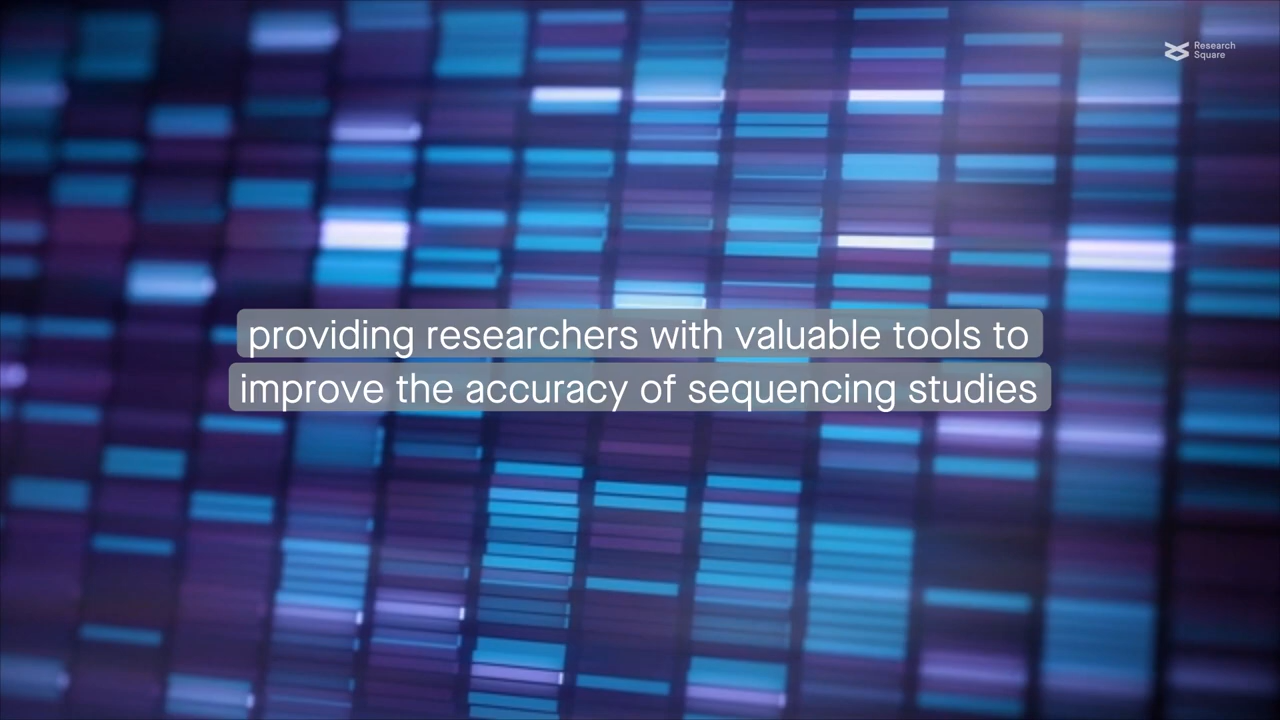 Research
Square
providing researchers with valuable tools to
improve the accuracy of sequencing studies